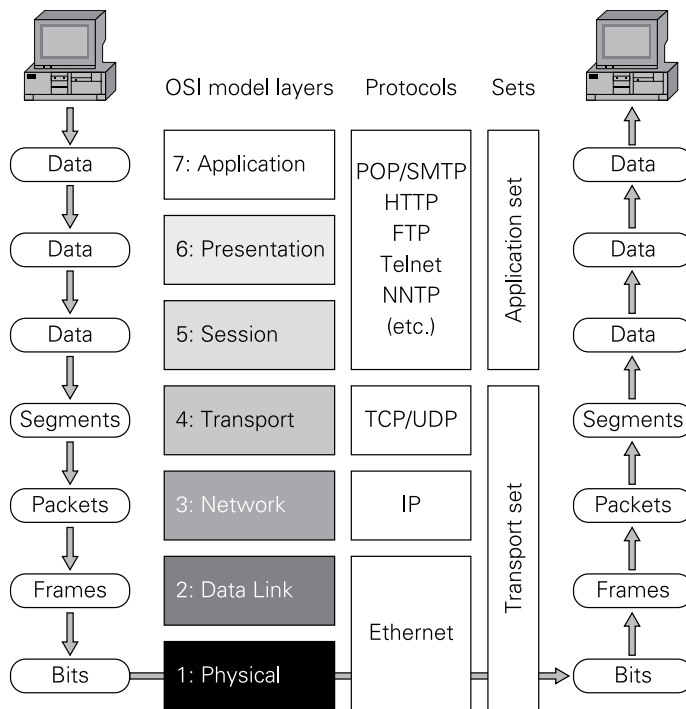 OSI model layers Protocols Sets
Data
7: Application
POP/SMTP
HTTP
FTP
Telnet
NNTP
(etc.)
Application set
Data
Data
6: Presentation
Data
Data
5: Session
Data
Segments
4: Transport
TCP/UDP
Transport set
Segments
Packets
3: Network
IP
Packets
Frames
2: Data Link
Ethernet
Frames
Bits
1: Physical
Bits